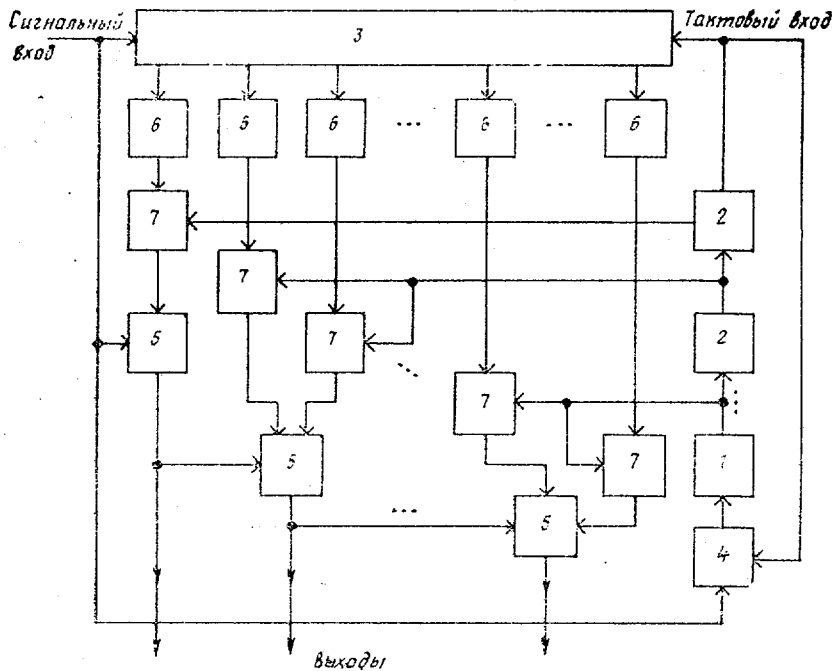 Сигнальный
вход
3
Тактовый вход
6 6 6 ... 6 ... 6
7 2
7
5 7 2
...
7 ...
5 7 1
... 5 4
выходы